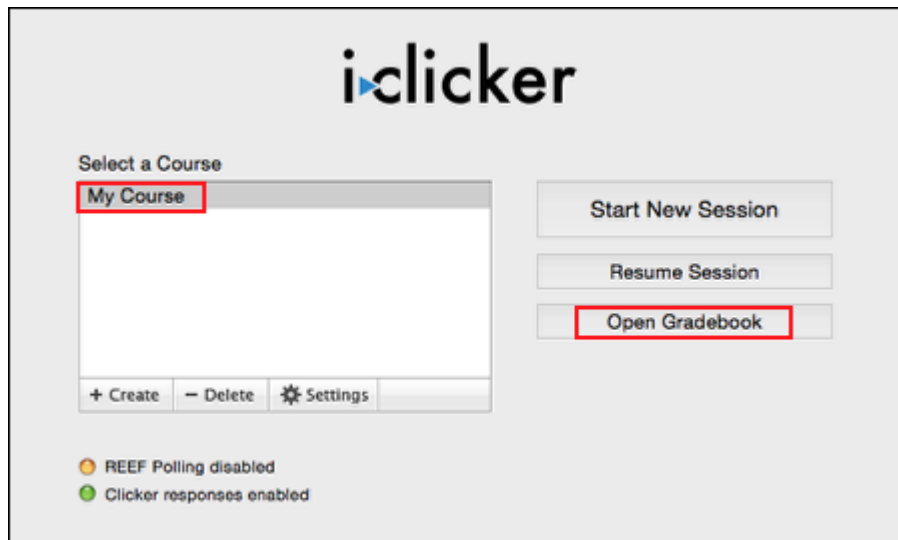 i▸clicker
Select a Course
My Course
Start New Session
Resume Session
Open Gradebook
+ Create − Delete Settings
REEF Polling disabled
Clicker responses enabled